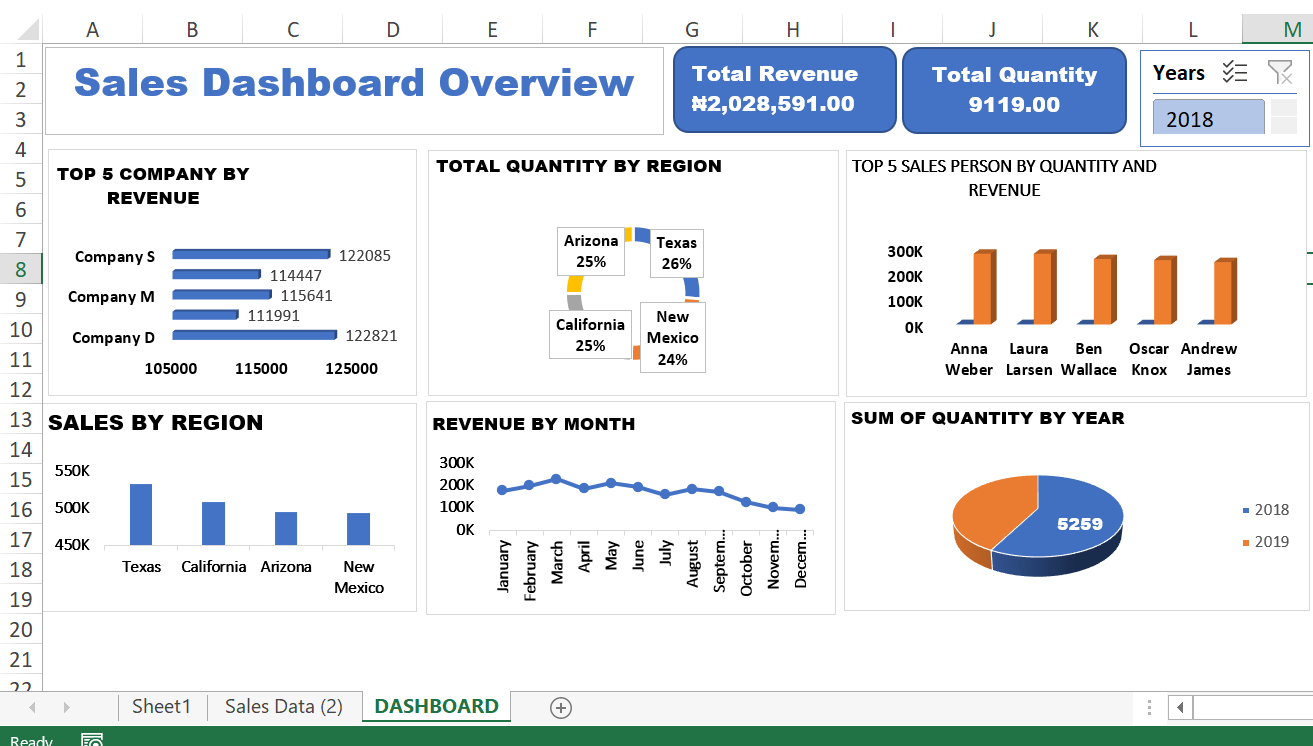 A B C D E F G H I J K L M
1
2
3
4
5
6
7
8
9
10
11
12
13
14
15
16
17
18
19
20
21
22
Sales Dashboard Overview
Total Revenue
₦2,028,591.00
Total Quantity
9119.00
Years
2018
TOP 5 COMPANY BY
REVENUE
Company S 122085
114447
Company M 115641
111991
Company D 122821
105000 115000 125000
TOTAL QUANTITY BY REGION
Arizona
25%
Texas
26%
California
25%
New
Mexico
24%
TOP 5 SALES PERSON BY QUANTITY AND
REVENUE
300K
200K
100K
0K
Anna Laura Ben Oscar Andrew
Weber Larsen Wallace Knox James
SALES BY REGION
550K
500K
450K
Texas California Arizona New
Mexico
REVENUE BY MONTH
300K
200K
100K
0K
January
February
March
April
May
June
July
August
Septem...
October
Novem...
Decem...
SUM OF QUANTITY BY YEAR
5259
2018
2019
Sheet1 Sales Data (2) DASHBOARD
Ready